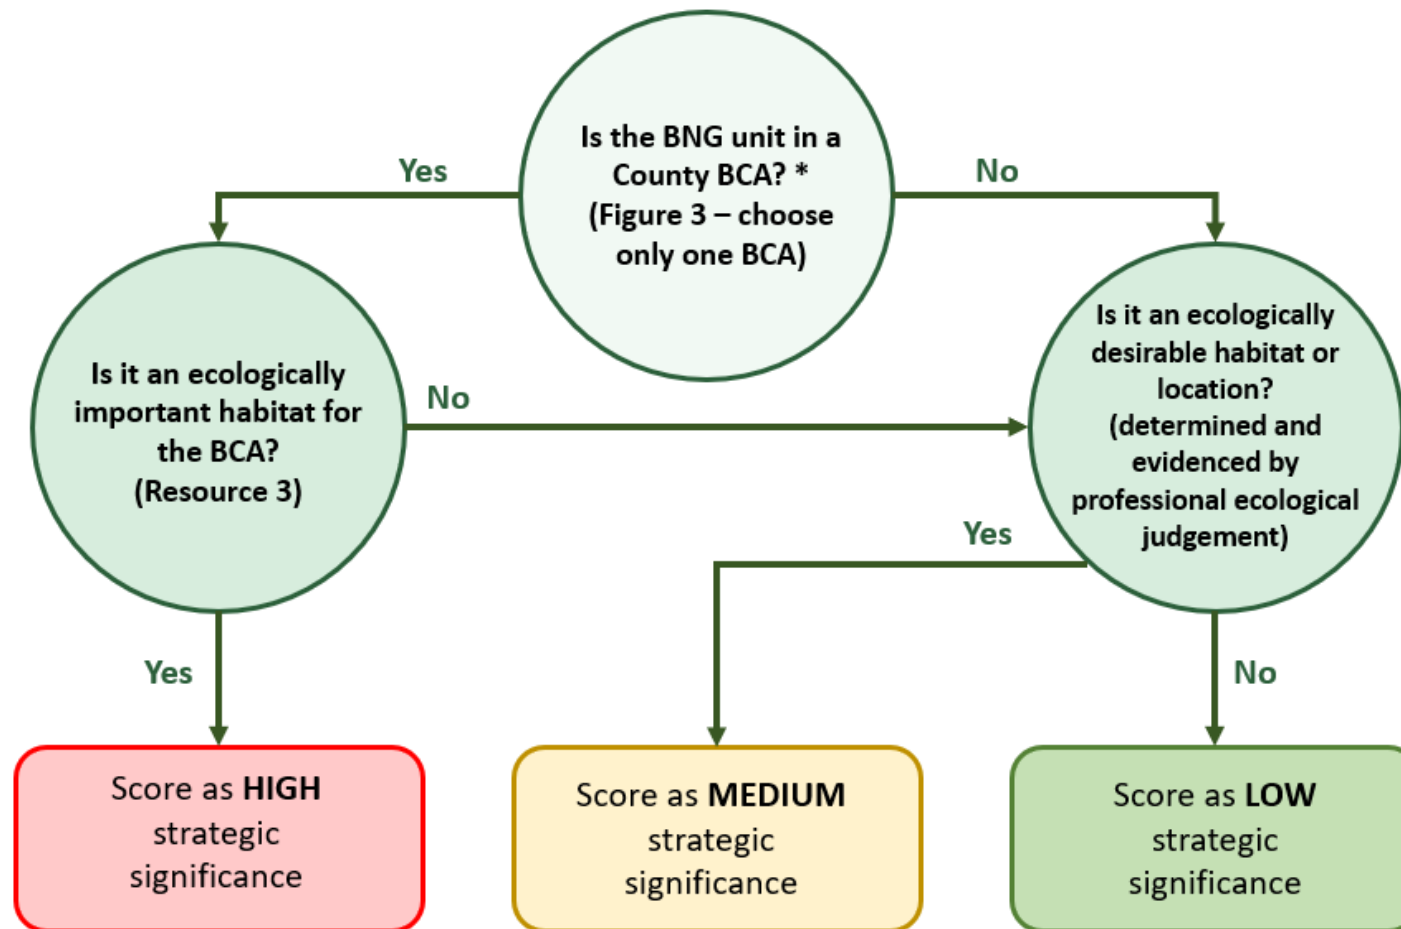 Is the BNG unit in a
County BCA? *
(Figure 3 – choose
only one BCA)
Yes
No
Is it an ecologically
important habitat for
the BCA?
(Resource 3)
No
Is it an ecologically
desirable habitat or
location?
(determined and
evidenced by
professional ecological
judgement)
Yes
Yes
No
Score as HIGH
strategic
significance
Score as MEDIUM
strategic
significance
Score as LOW
strategic
significance